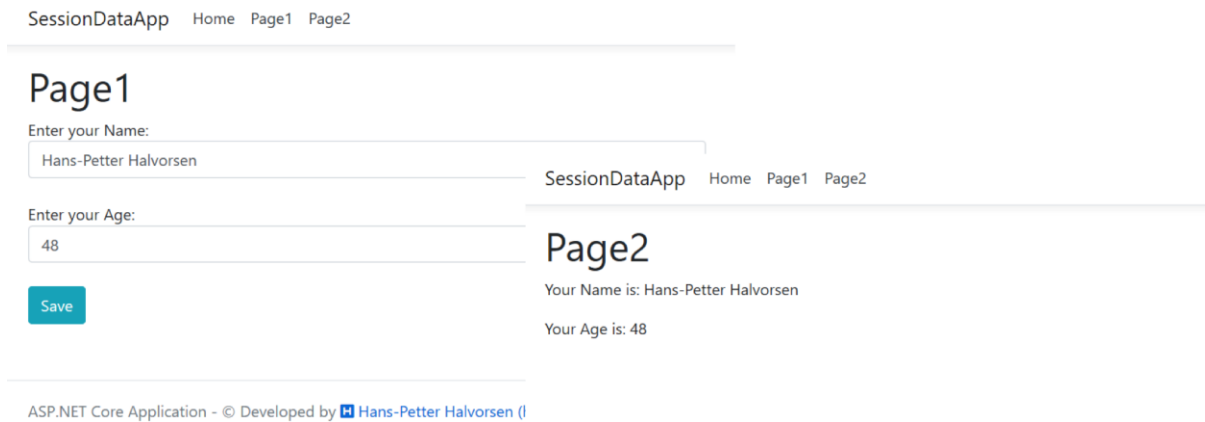 SessionDataApp Home Page1 Page2
Page1
Enter your Name:
Hans-Petter Halvorsen
Enter your Age:
48
Save
ASP.NET Core Application - © Developed by H Hans-Petter Halvorsen (
SessionDataApp Home Page1 Page2
Page2
Your Name is: Hans-Petter Halvorsen
Your Age is: 48